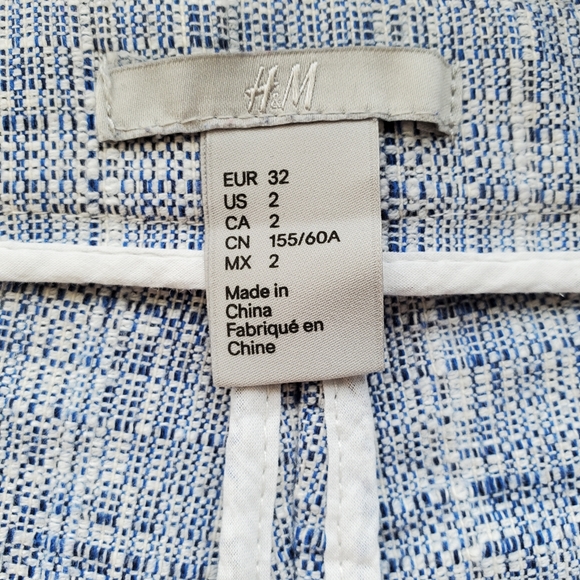 H&M
EUR 32
US 2
CA 2
CN 155/60A
MX 2
Made in
China
Fabriqué en
Chine